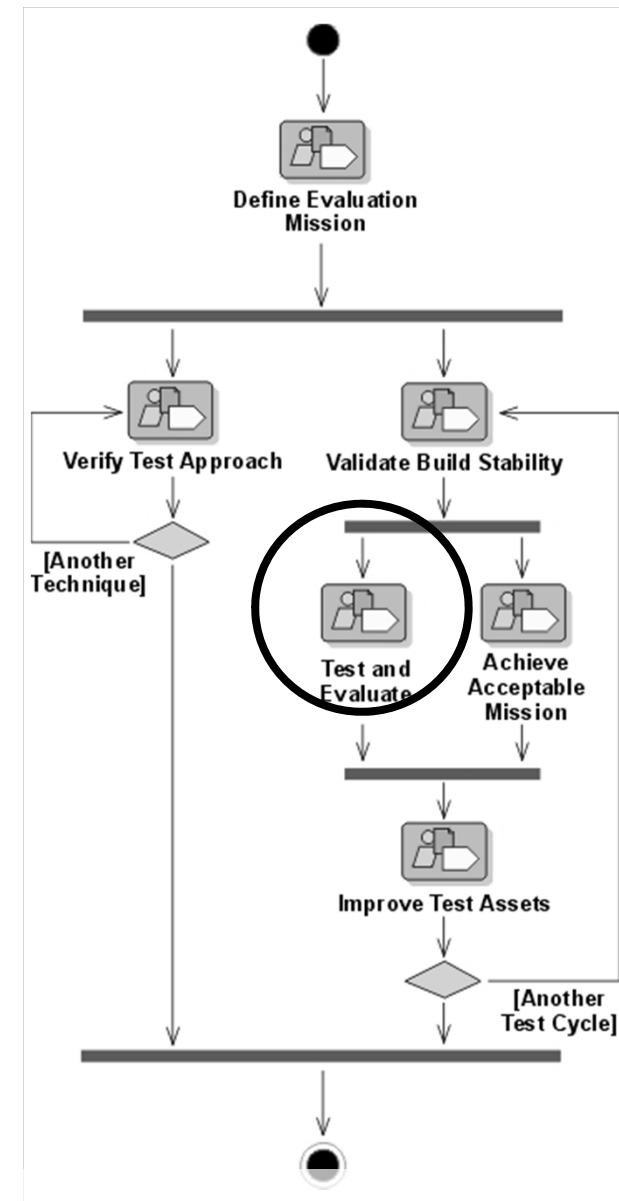 Define Evaluation
Mission
Verify Test Approach
Validate Build Stability
[Another
Technique]
Test and
Evaluate
Achieve
Acceptable
Mission
Improve Test Assets
[Another
Test Cycle]